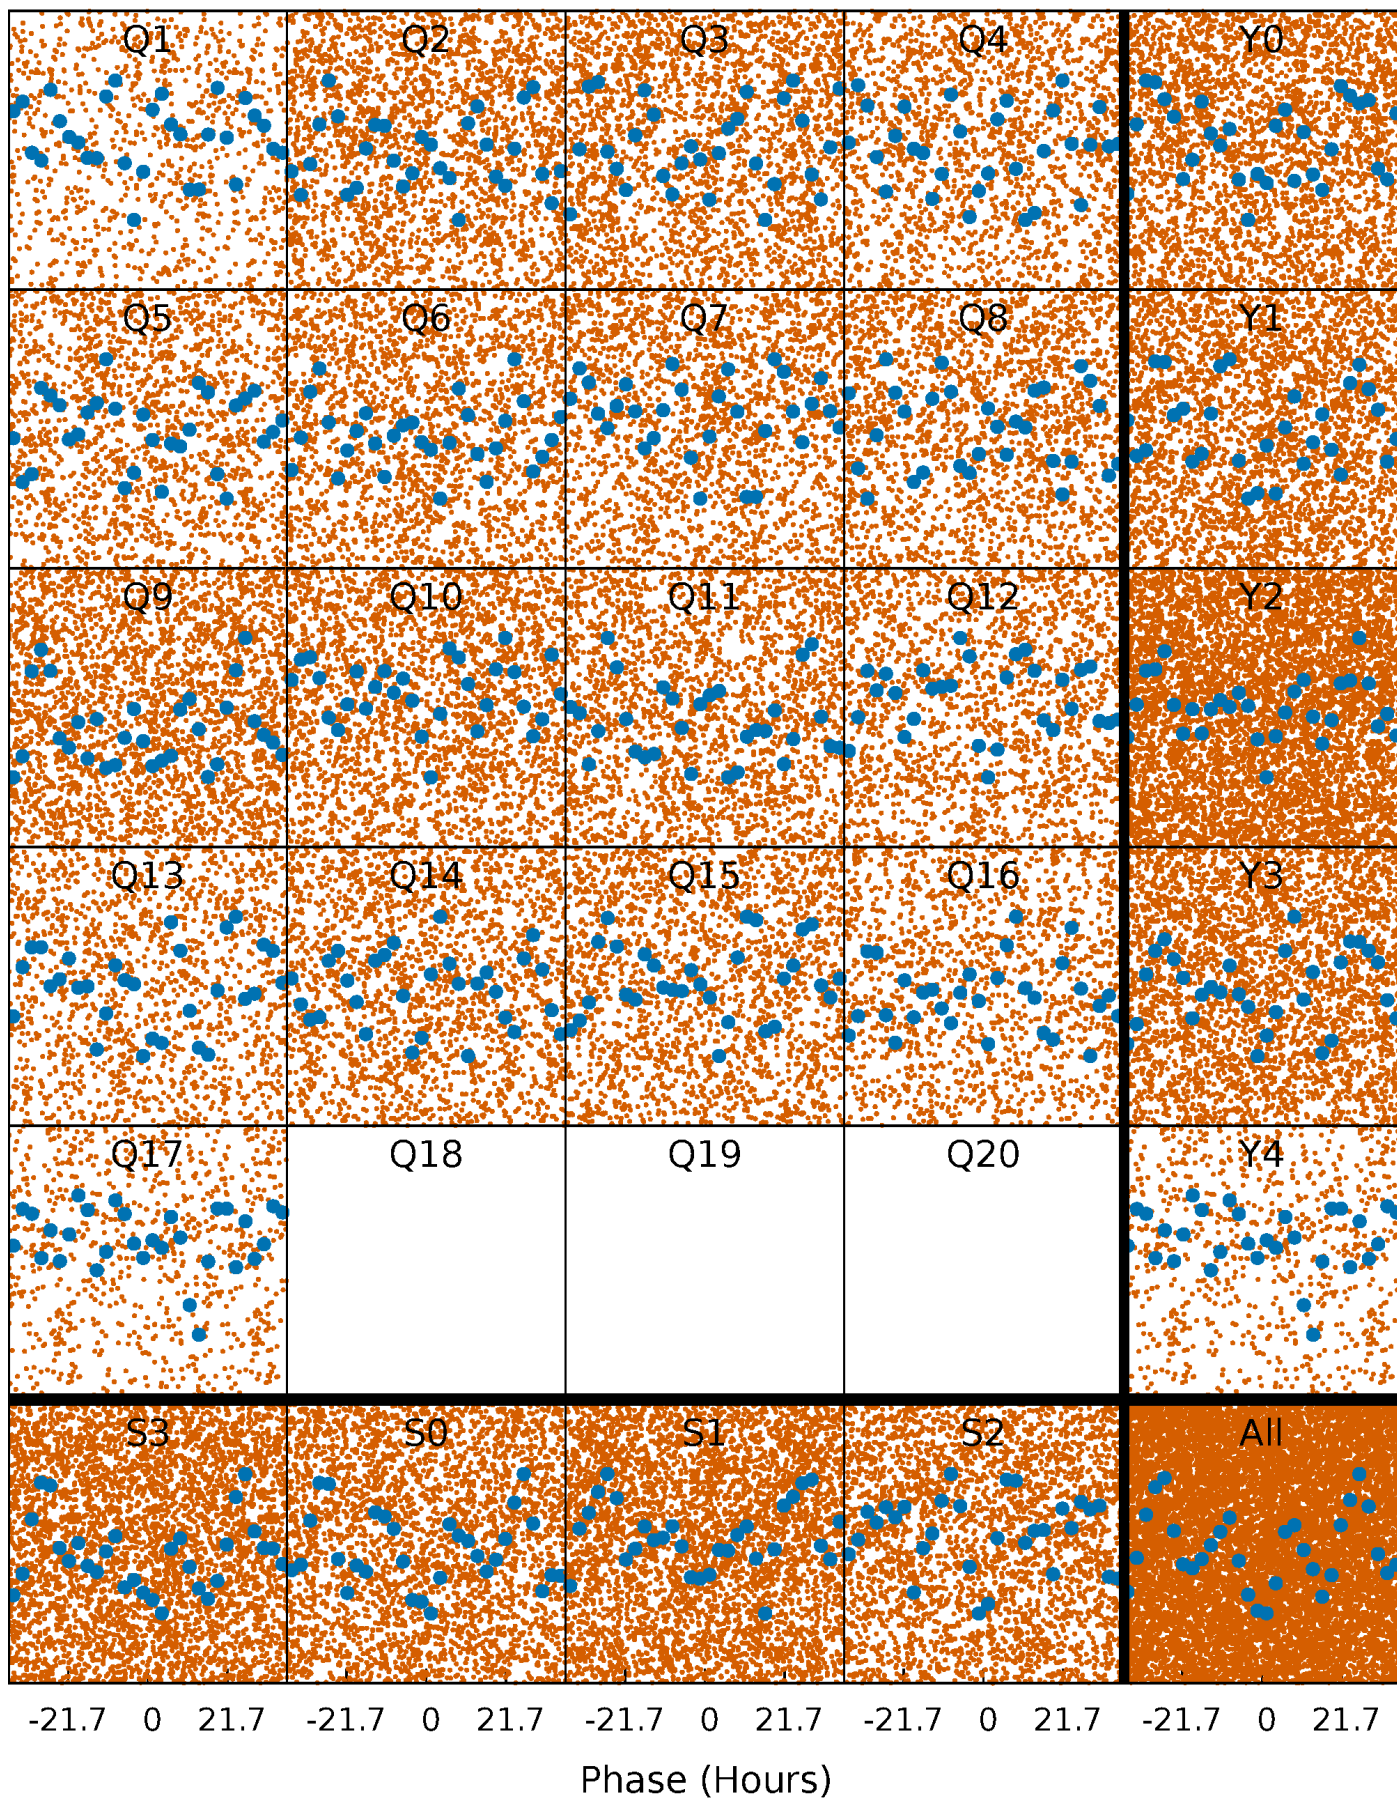 Q1 Q2 Q3 Q4 Y0
Q5 Q6 Q7 Q8 Y1
Q9 Q10 Q11 Q12 Y2
Q13 Q14 Q15 Q16 Y3
Q17 Q18 Q19 Q20 Y4
S3 S0 S1 S2 All
-21.7 0 21.7 -21.7 0 21.7 -21.7 0 21.7 -21.7 0 21.7 -21.7 0 21.7
Phase (Hours)